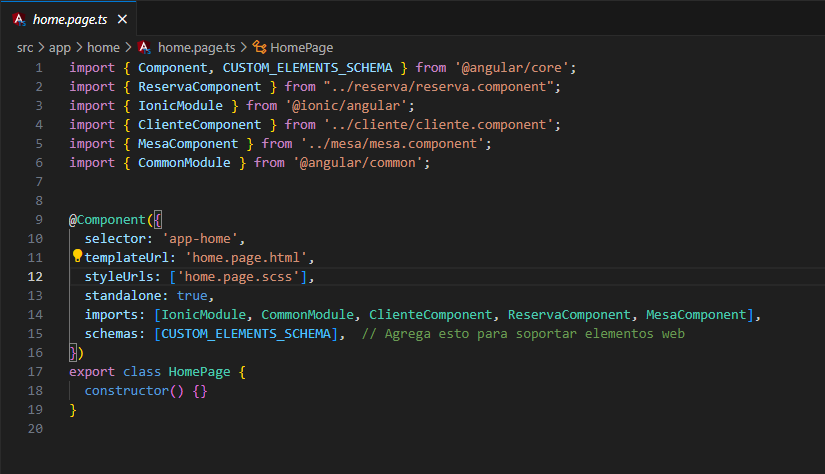 home.page.ts ×
src > app > home > home.page.ts > HomePage
1 import { Component, CUSTOM_ELEMENTS_SCHEMA } from '@angular/core';
2 import { ReservaComponent } from "../reserva/reserva.component";
3 import { IonicModule } from '@ionic/angular';
4 import { ClienteComponent } from '../cliente/cliente.component';
5 import { MesaComponent } from '../mesa/mesa.component';
6 import { CommonModule } from '@angular/common';
7
8
9 @Component({
10   selector: 'app-home',
11   templateUrl: 'home.page.html',
12   styleUrls: ['home.page.scss'],
13   standalone: true,
14   imports: [IonicModule, CommonModule, ClienteComponent, ReservaComponent, MesaComponent],
15   schemas: [CUSTOM_ELEMENTS_SCHEMA],  // Agrega esto para soportar elementos web
16 })
17 export class HomePage {
18   constructor() {}
19 }
20